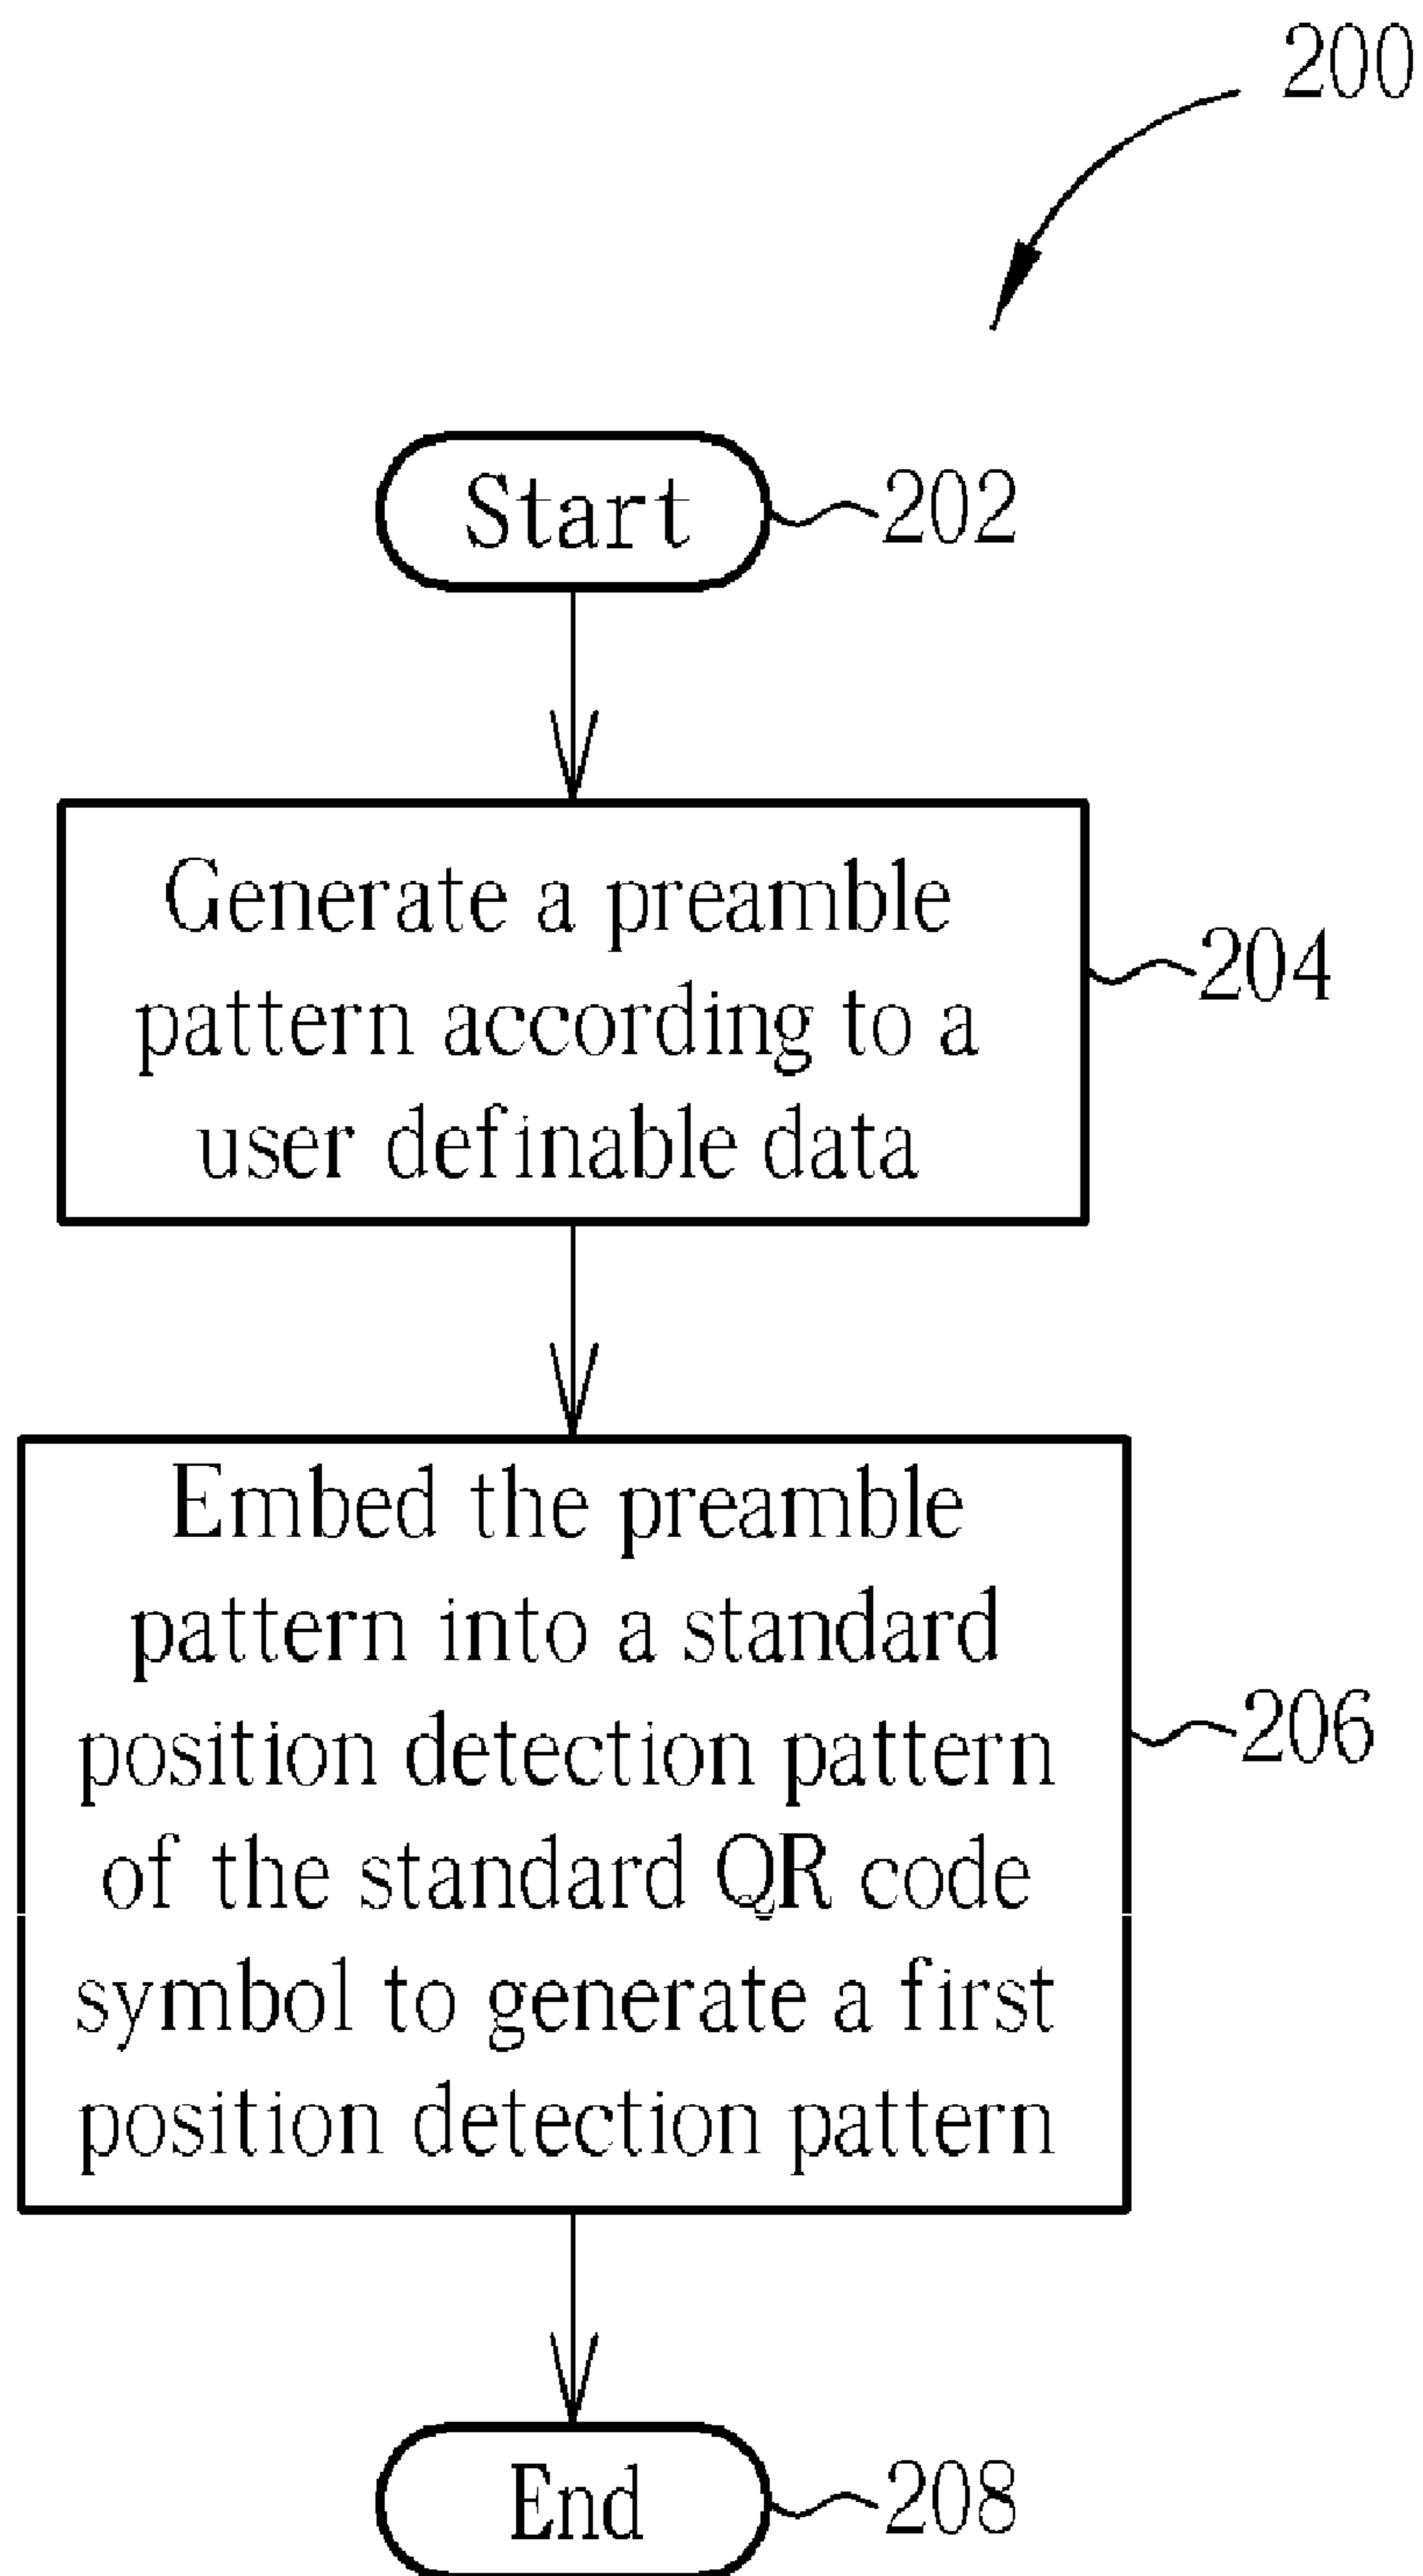 200
Start
202
Generate a preamble
pattern according to a
user definable data
204
Embed the preamble
pattern into a standard
position detection pattern
of the standard QR code
symbol to generate a first
position detection pattern
206
End
208